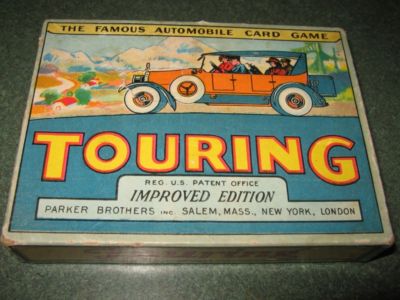 THE FAMOUS AUTOMOBILE CARD GAME
TOURING
REG. U.S. PATENT OFFICE
IMPROVED EDITION
PARKER BROTHERS INC. SALEM, MASS., NEW YORK, LONDON